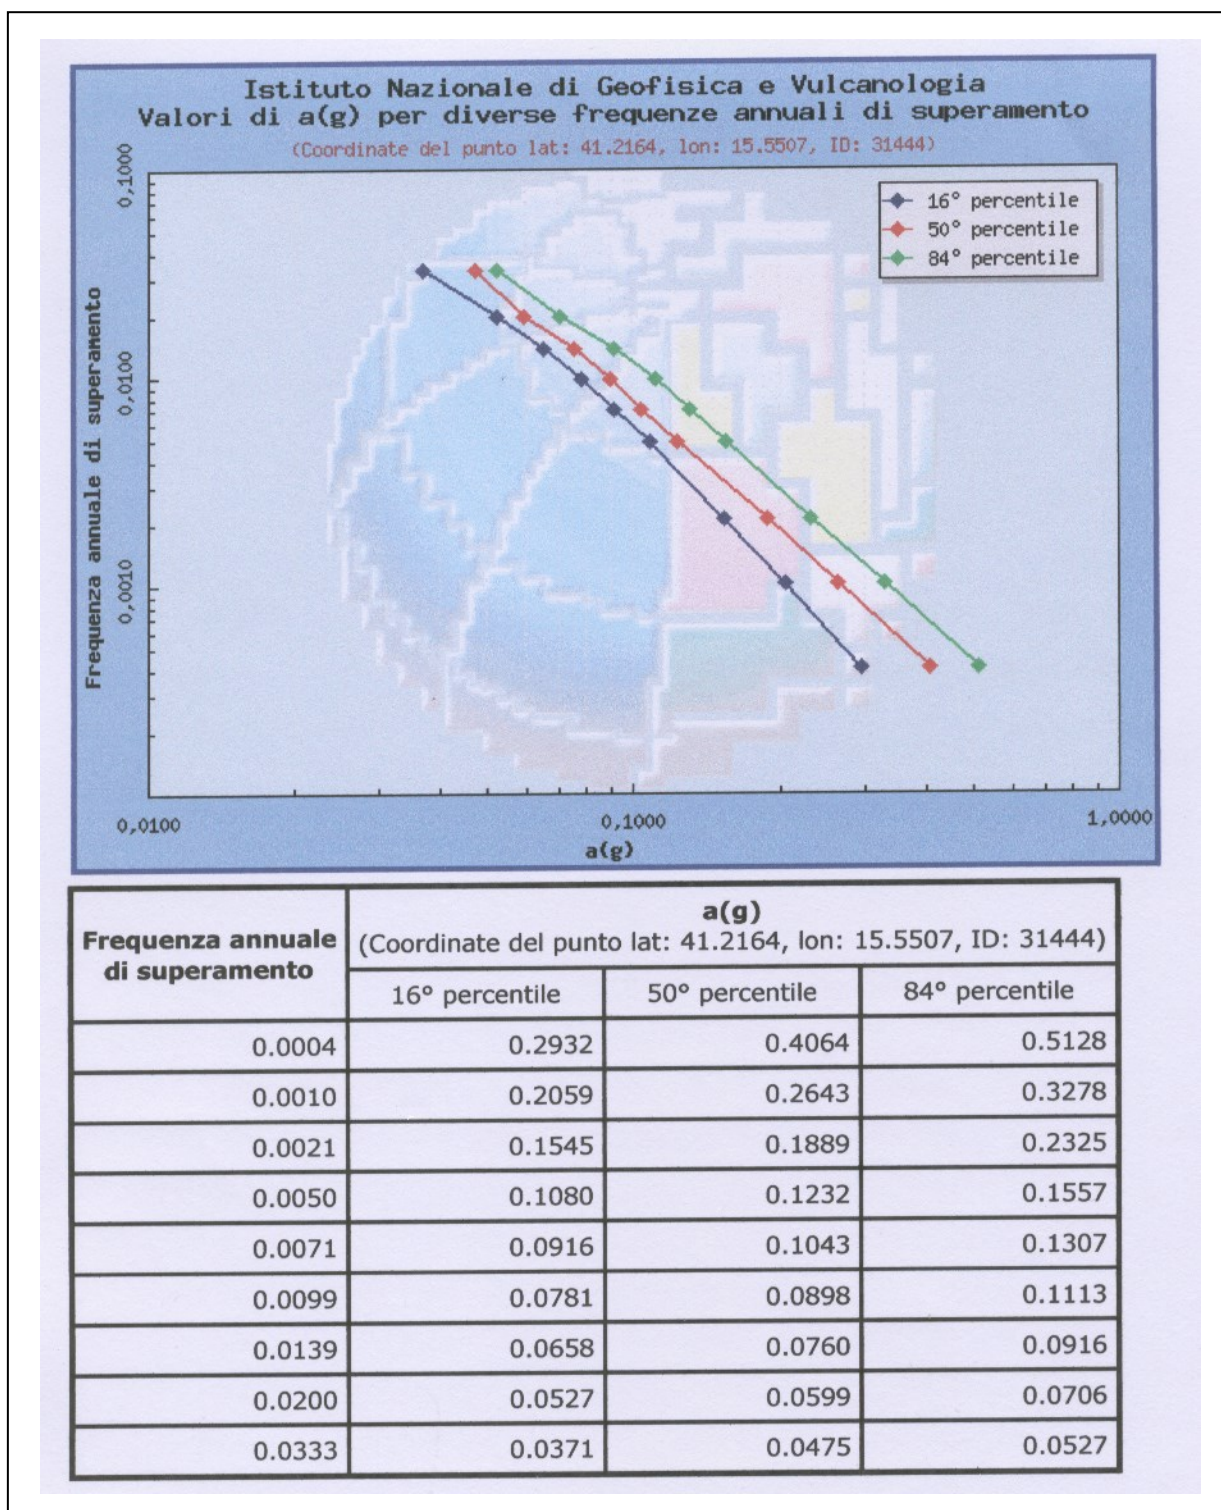 Istituto Nazionale di Geofisica e Vulcanologia
Valori di a(g) per diverse frequenze annuali di superamento
(Coordinate del punto lat: 41.2164, lon: 15.5507, ID: 31444)
16° percentile
50° percentile
84° percentile
Frequenza annuale di superamento
0,1000
0,0100
0,0010
0,0100 0,1000 1,0000
a(g)
Frequenza annuale di superamento
a(g)
(Coordinate del punto lat: 41.2164, lon: 15.5507, ID: 31444)
16° percentile 50° percentile 84° percentile
0.0004 0.2932 0.4064 0.5128
0.0010 0.2059 0.2643 0.3278
0.0021 0.1545 0.1889 0.2325
0.0050 0.1080 0.1232 0.1557
0.0071 0.0916 0.1043 0.1307
0.0099 0.0781 0.0898 0.1113
0.0139 0.0658 0.0760 0.0916
0.0200 0.0527 0.0599 0.0706
0.0333 0.0371 0.0475 0.0527